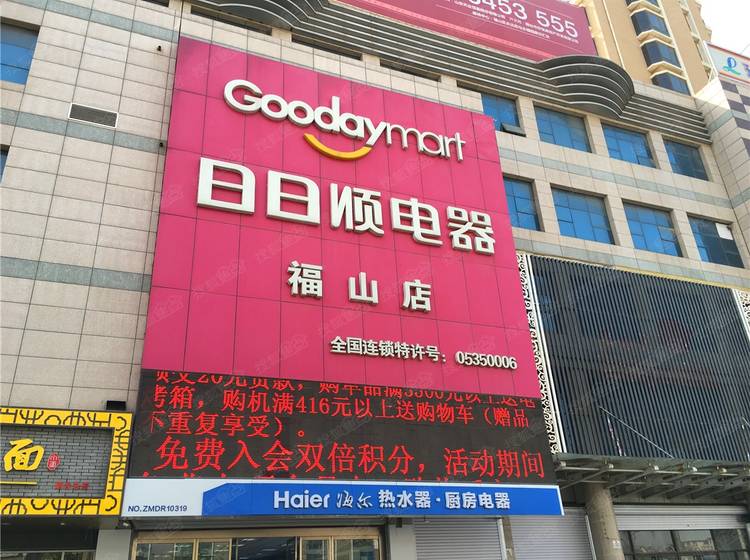 453 555
Goodaymart
日日顺电器
福山店
全国连锁特许号：05350006
考箱，购机满416元以上送购物车（赠品
下重复享受）。
免费入会双倍积分，活动期间
面
NO.ZMDR10319
Haier 海尔 热水器·厨房电器